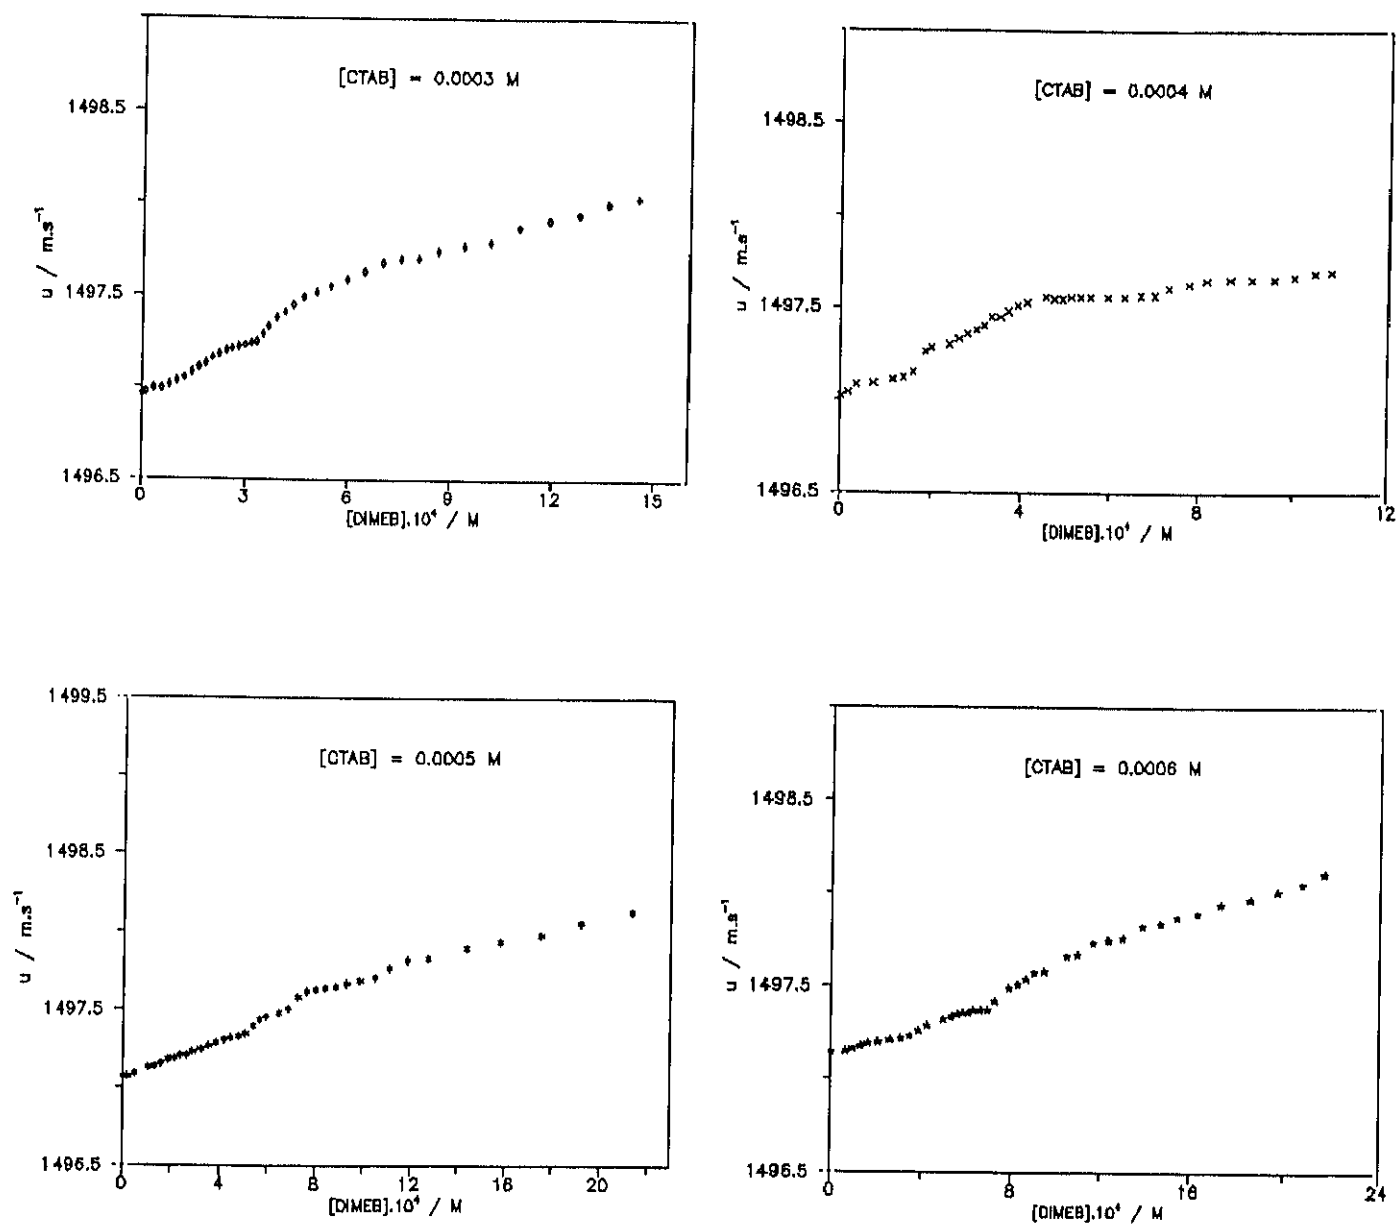 [CTAB] = 0.0003 M
1498.5
1497.5
1496.5
u / m.s⁻¹
0 3 6 9 12 15
[DIMEB].10⁴ / M
[CTAB] = 0.0004 M
1498.5
1497.5
1496.5
u / m.s⁻¹
0 4 8 12
[DIMEB].10⁴ / M
1499.5
[CTAB] = 0.0005 M
1498.5
1497.5
1496.5
u / m.s⁻¹
0 4 8 12 16 20
[DIMEB].10⁴ / M
[CTAB] = 0.0006 M
1498.5
1497.5
1496.5
u / m.s⁻¹
0 8 16 24
[DIMEB].10⁴ / M